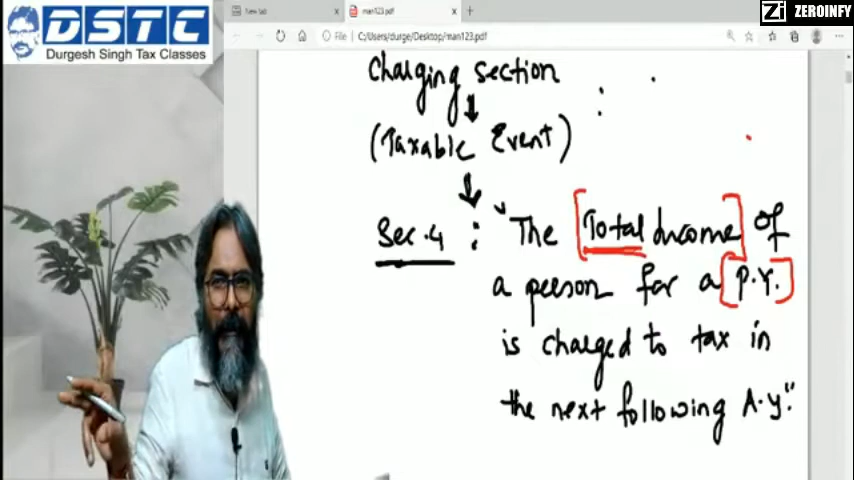 DSTC
Durgesh Singh Tax Classes
New tab
man123.pdf
Zi ZEROINFY
File C:/Users/durge/Desktop/man123.pdf
Charging section
(Taxable Event)
Sec.4 : "The [Total Income] of
a person for a [P.Y.]
is charged to tax in
the next following A.Y."